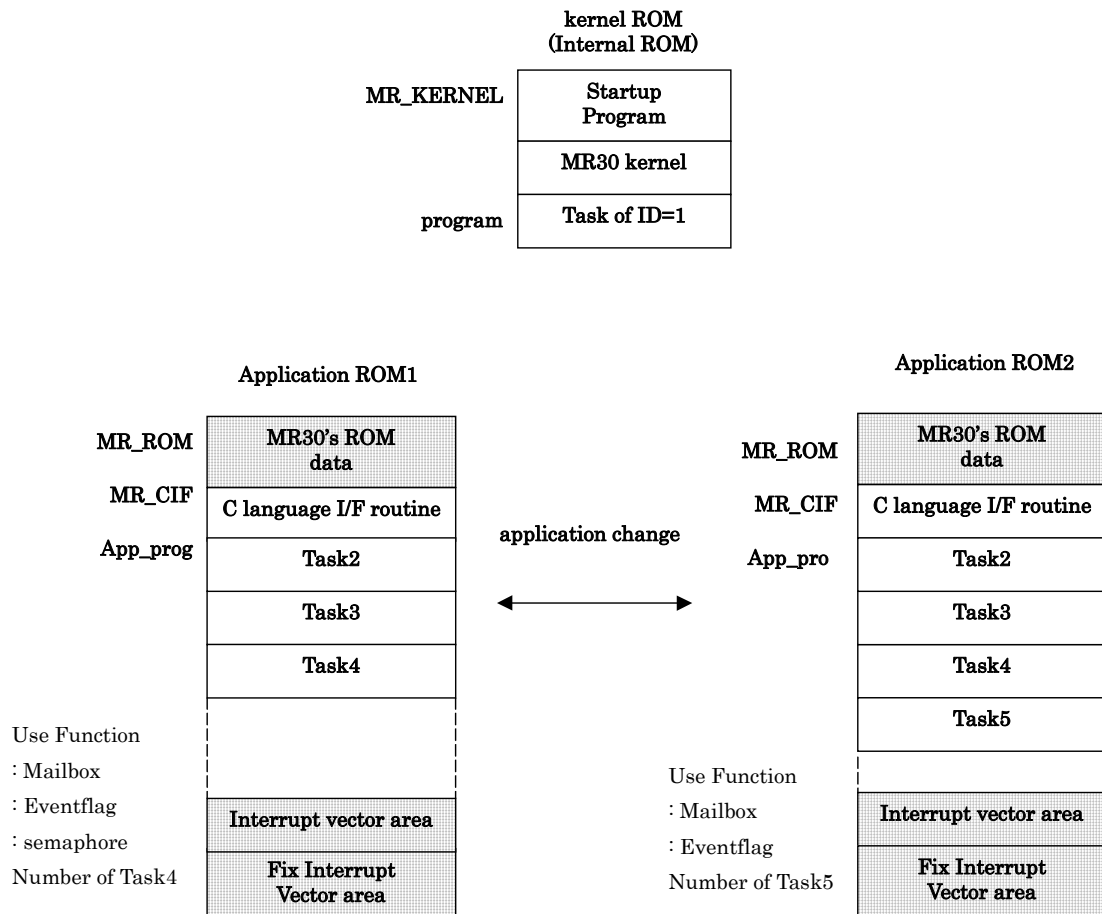 kernel ROM
(Internal ROM)
MR_KERNEL
Startup
Program
MR30 kernel
program
Task of ID=1
Application ROM1
MR_ROM
MR30's ROM
data
MR_CIF
C language I/F routine
App_prog
Task2
Task3
Task4
Use Function
: Mailbox
: Eventflag
: semaphore
Number of Task4
Interrupt vector area
Fix Interrupt
Vector area
application change
Application ROM2
MR_ROM
MR30's ROM
data
MR_CIF
C language I/F routine
App_pro
Task2
Task3
Task4
Task5
Use Function
: Mailbox
: Eventflag
Number of Task5
Interrupt vector area
Fix Interrupt
Vector area